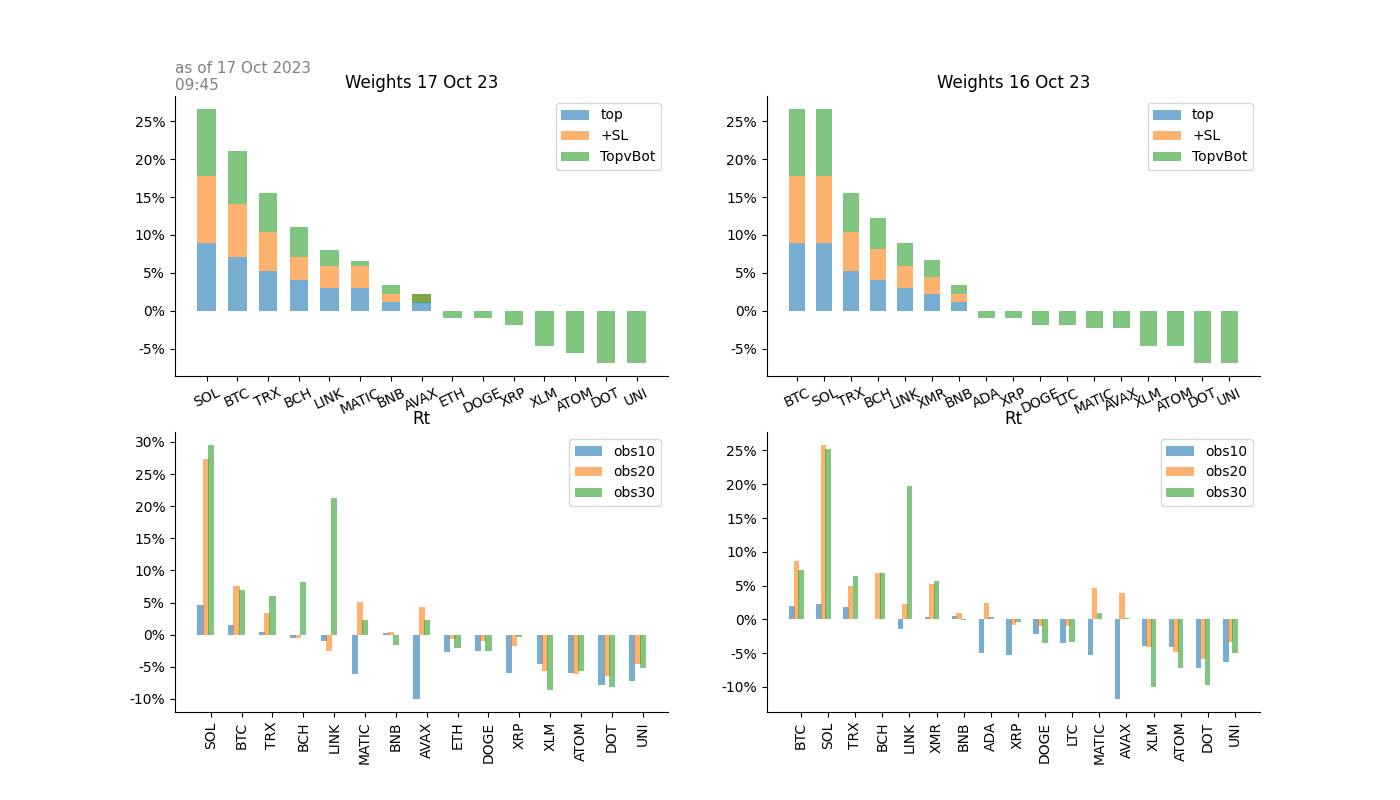 as of 17 Oct 2023
09:45
Weights 17 Oct 23
top
+SL
TopvBot
25%
20%
15%
10%
5%
0%
-5%
SOL BTC TRX BCH LINK MATIC BNB AVAX ETH DOGE XRP XLM ATOM DOT UNI
Weights 16 Oct 23
top
+SL
TopvBot
25%
20%
15%
10%
5%
0%
-5%
BTC SOL TRX BCH LINK XMR BNB ADA XRP DOGE LTC MATIC AVAX XLM ATOM DOT UNI
Rt
obs10
obs20
obs30
30%
25%
20%
15%
10%
5%
0%
-5%
-10%
SOL BTC TRX BCH LINK MATIC BNB AVAX ETH DOGE XRP XLM ATOM DOT UNI
Rt
obs10
obs20
obs30
25%
20%
15%
10%
5%
0%
-5%
-10%
BTC SOL TRX BCH LINK XMR BNB ADA XRP DOGE LTC MATIC AVAX XLM ATOM DOT UNI